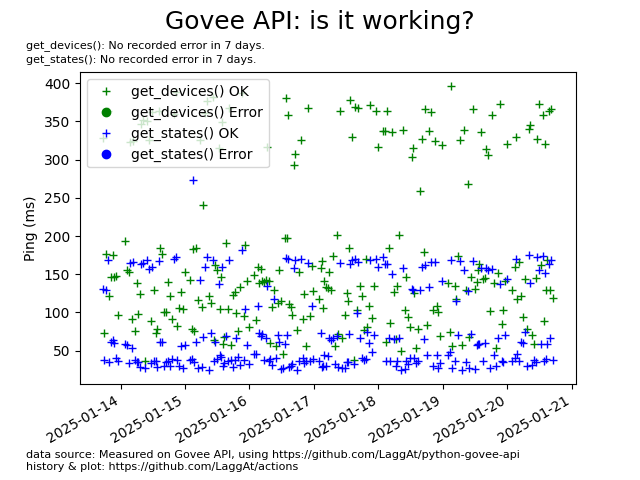 Govee API: is it working?
get_devices(): No recorded error in 7 days.
get_states(): No recorded error in 7 days.
get_devices() OK
get_devices() Error
get_states() OK
get_states() Error
Ping (ms)
400
350
300
250
200
150
100
50
2025-01-14
2025-01-15
2025-01-16
2025-01-17
2025-01-18
2025-01-19
2025-01-20
2025-01-21
data source: Measured on Govee API, using https://github.com/LaggAt/python-govee-api
history & plot: https://github.com/LaggAt/actions